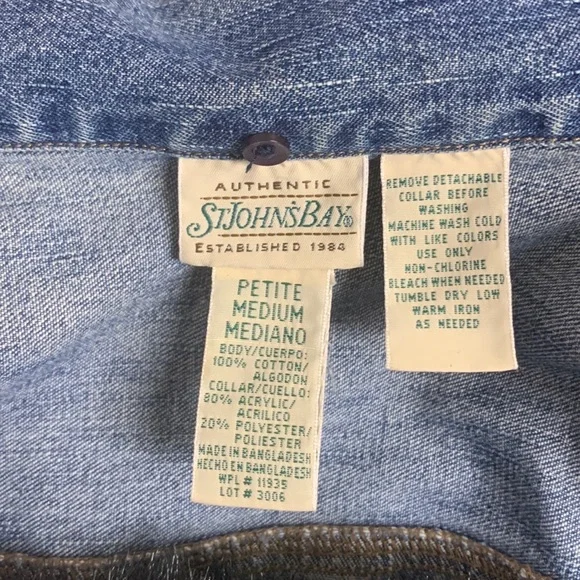 AUTHENTIC
ST.JOHN'S BAY®
ESTABLISHED 1984
PETITE
MEDIUM
MEDIANO
BODY/CUERPO:
100% COTTON/
ALGODON
COLLAR/CUELLO:
80% ACRYLIC/
ACRILICO
20% POLYESTER/
POLIESTER
MADE IN BANGLADESH
HECHO EN BANGLADESH
WPL # 11935
LOT # 3006
REMOVE DETACHABLE
COLLAR BEFORE
WASHING
MACHINE WASH COLD
WITH LIKE COLORS
USE ONLY
NON-CHLORINE
BLEACH WHEN NEEDED
TUMBLE DRY LOW
WARM IRON
AS NEEDED